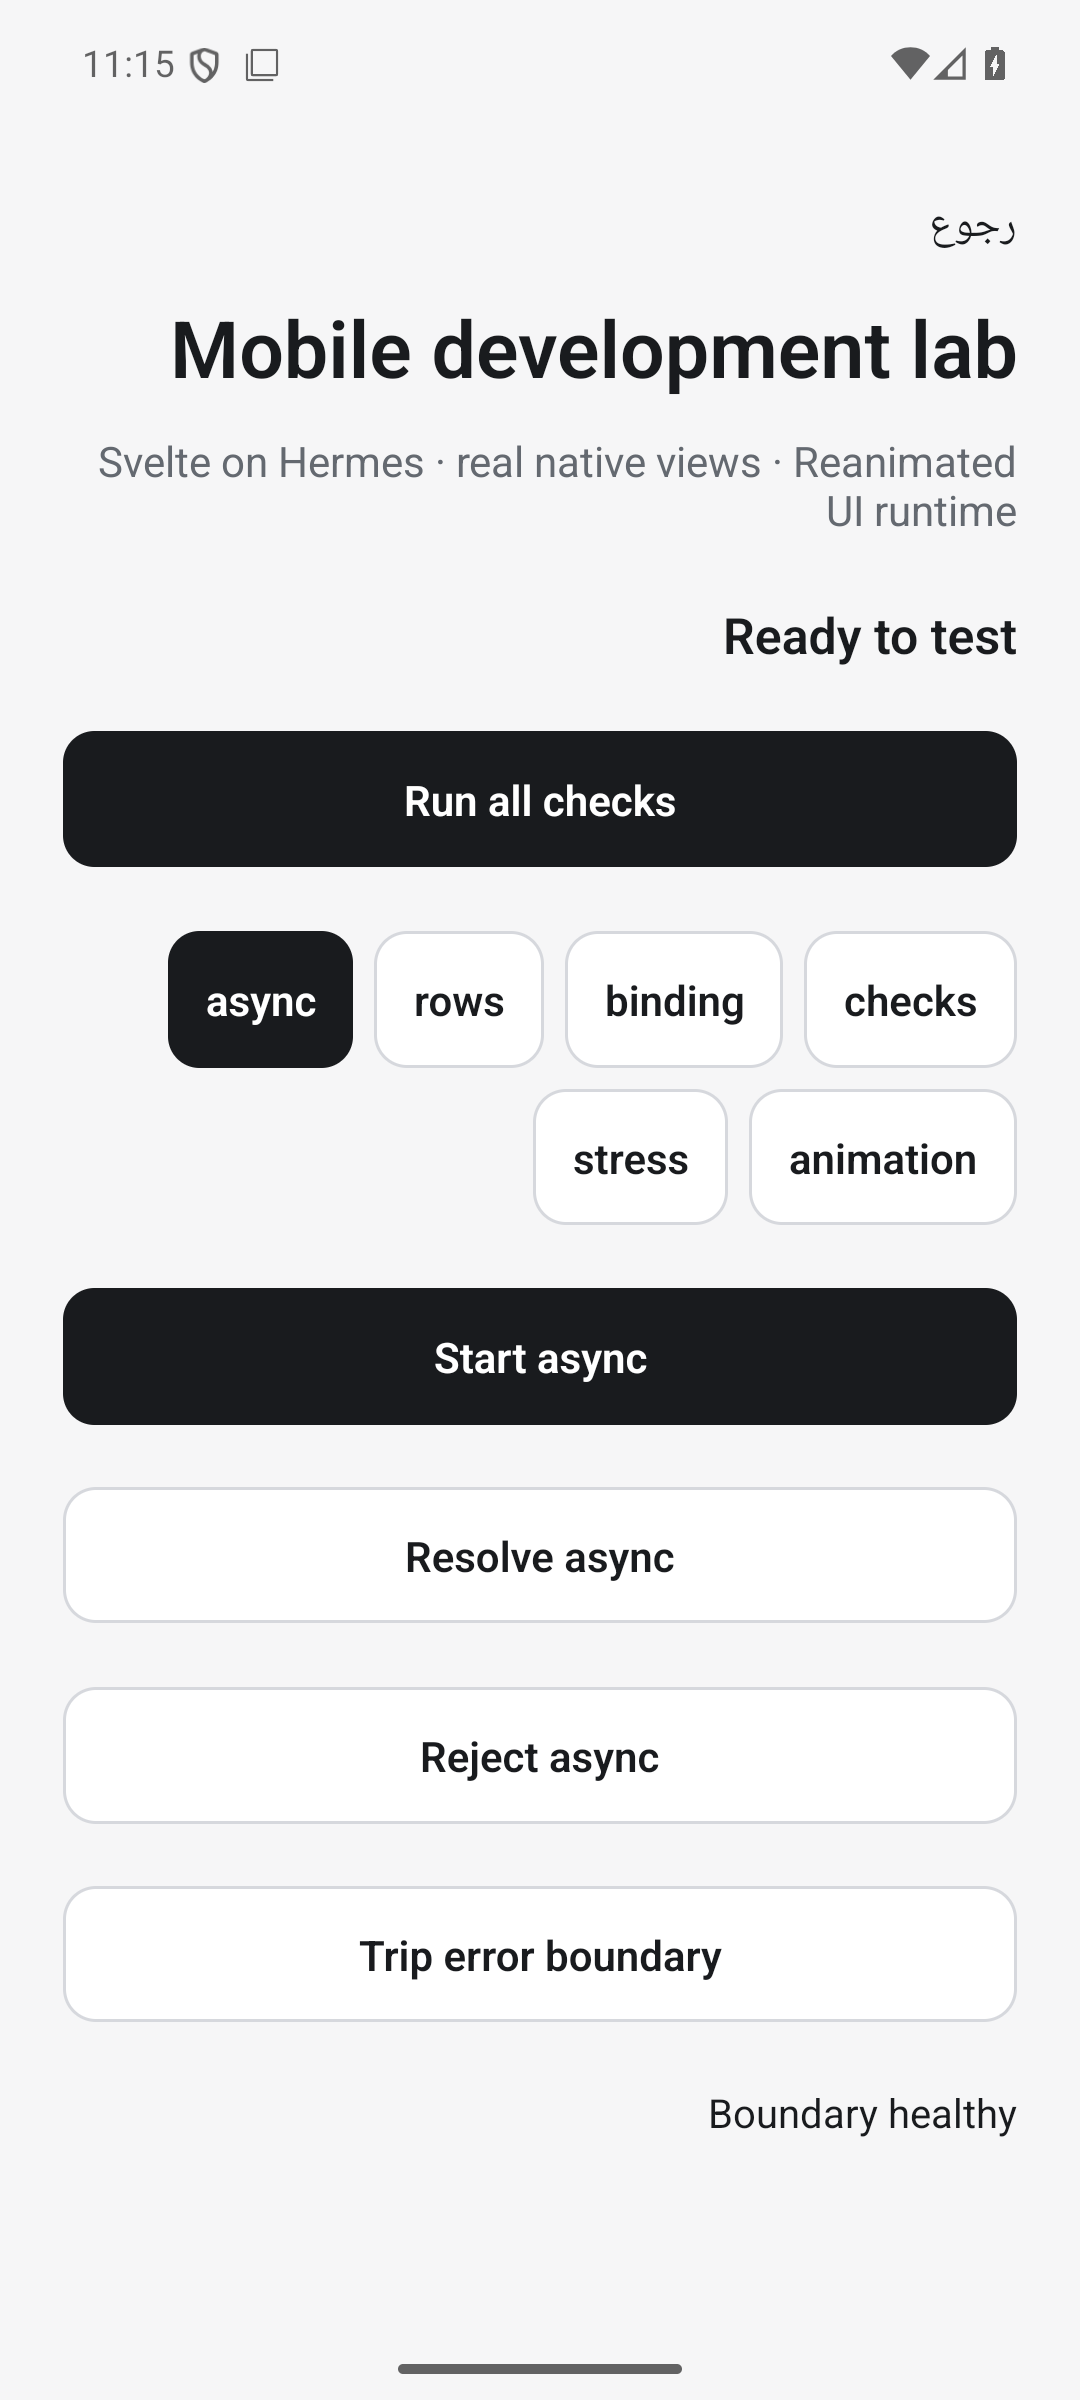 11:15
رجوع
Mobile development lab
Svelte on Hermes · real native views · Reanimated
UI runtime
Ready to test
Run all checks
checks
binding
rows
async
animation
stress
Start async
Resolve async
Reject async
Trip error boundary
Boundary healthy